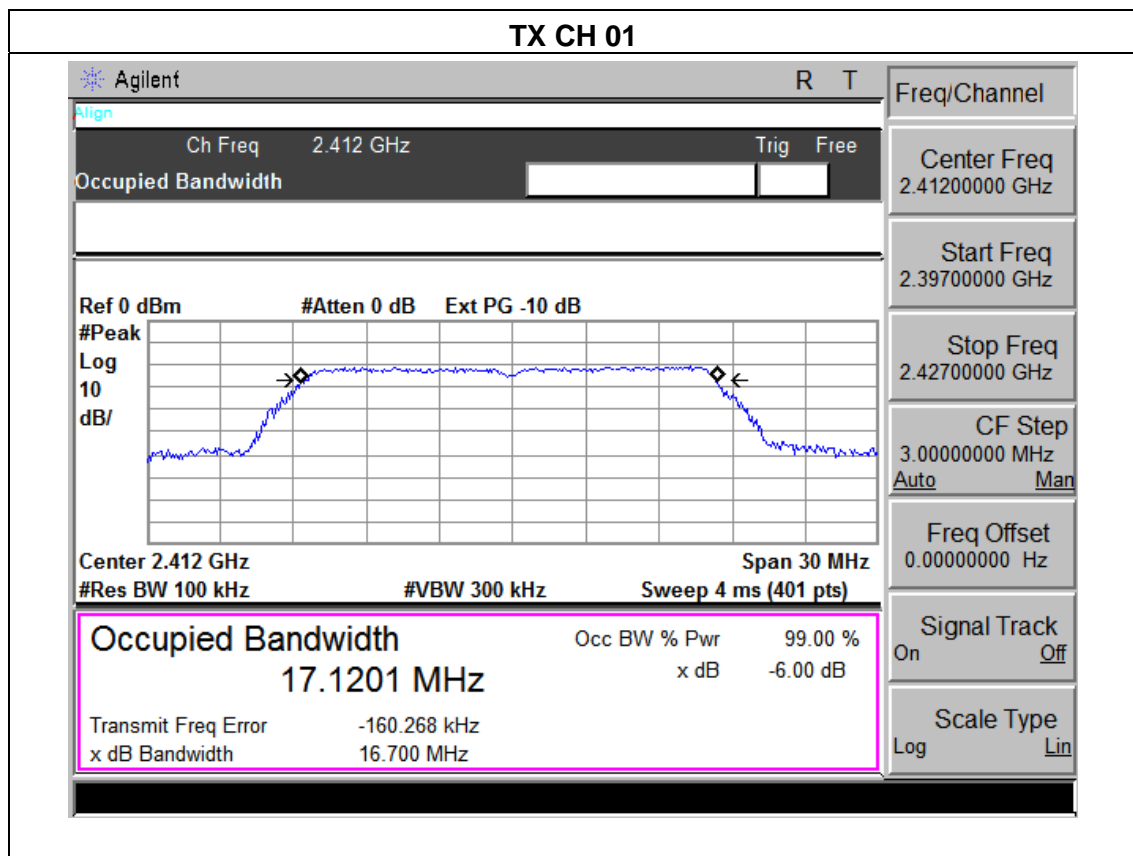 TX CH 01
Agilent R T
Align
Ch Freq 2.412 GHz Trig Free
Occupied Bandwidth
Ref 0 dBm #Atten 0 dB Ext PG -10 dB
#Peak
Log
10
dB/
Center 2.412 GHz Span 30 MHz
#Res BW 100 kHz #VBW 300 kHz Sweep 4 ms (401 pts)
Occupied Bandwidth Occ BW % Pwr 99.00 %
17.1201 MHz x dB -6.00 dB
Transmit Freq Error -160.268 kHz
x dB Bandwidth 16.700 MHz
Freq/Channel
Center Freq
2.41200000 GHz
Start Freq
2.39700000 GHz
Stop Freq
2.42700000 GHz
CF Step
3.00000000 MHz
Auto Man
Freq Offset
0.00000000 Hz
Signal Track
On Off
Scale Type
Log Lin